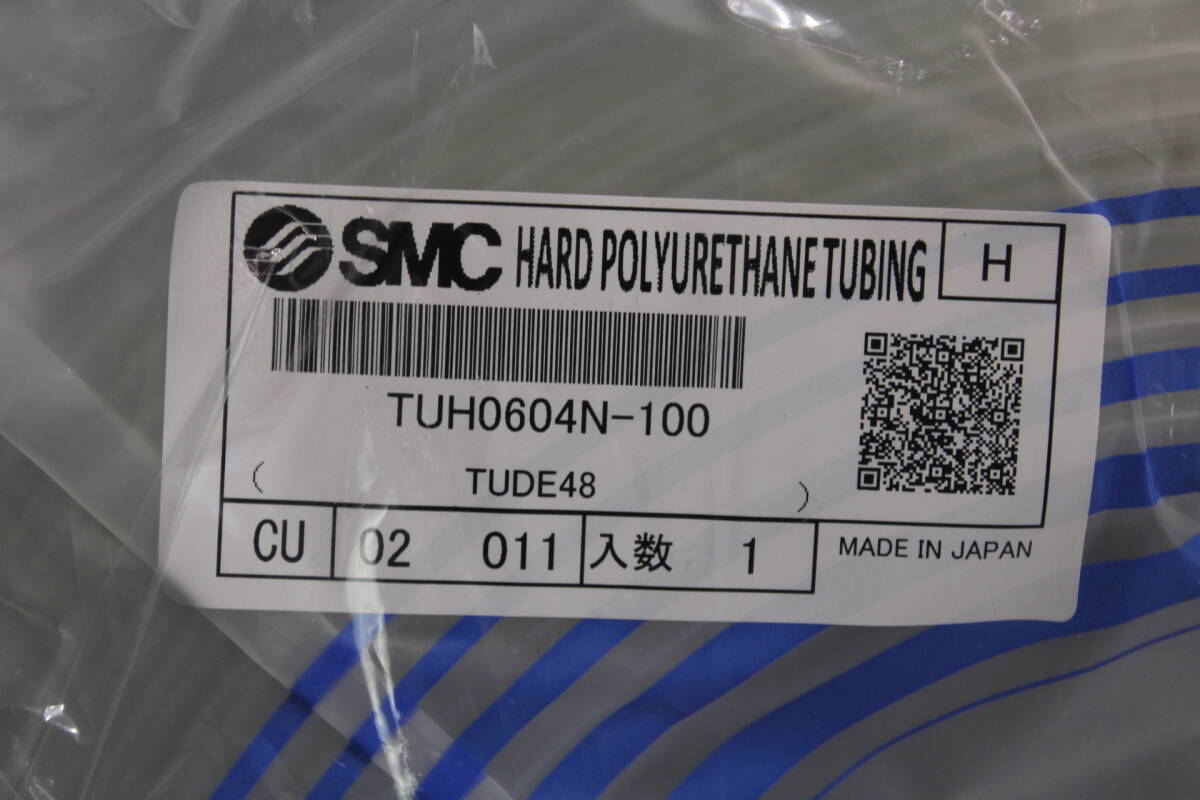 SMC HARD POLYURETHANE TUBING H
TUH0604N-100
( TUDE48 )
CU 02 011 入数 1 MADE IN JAPAN